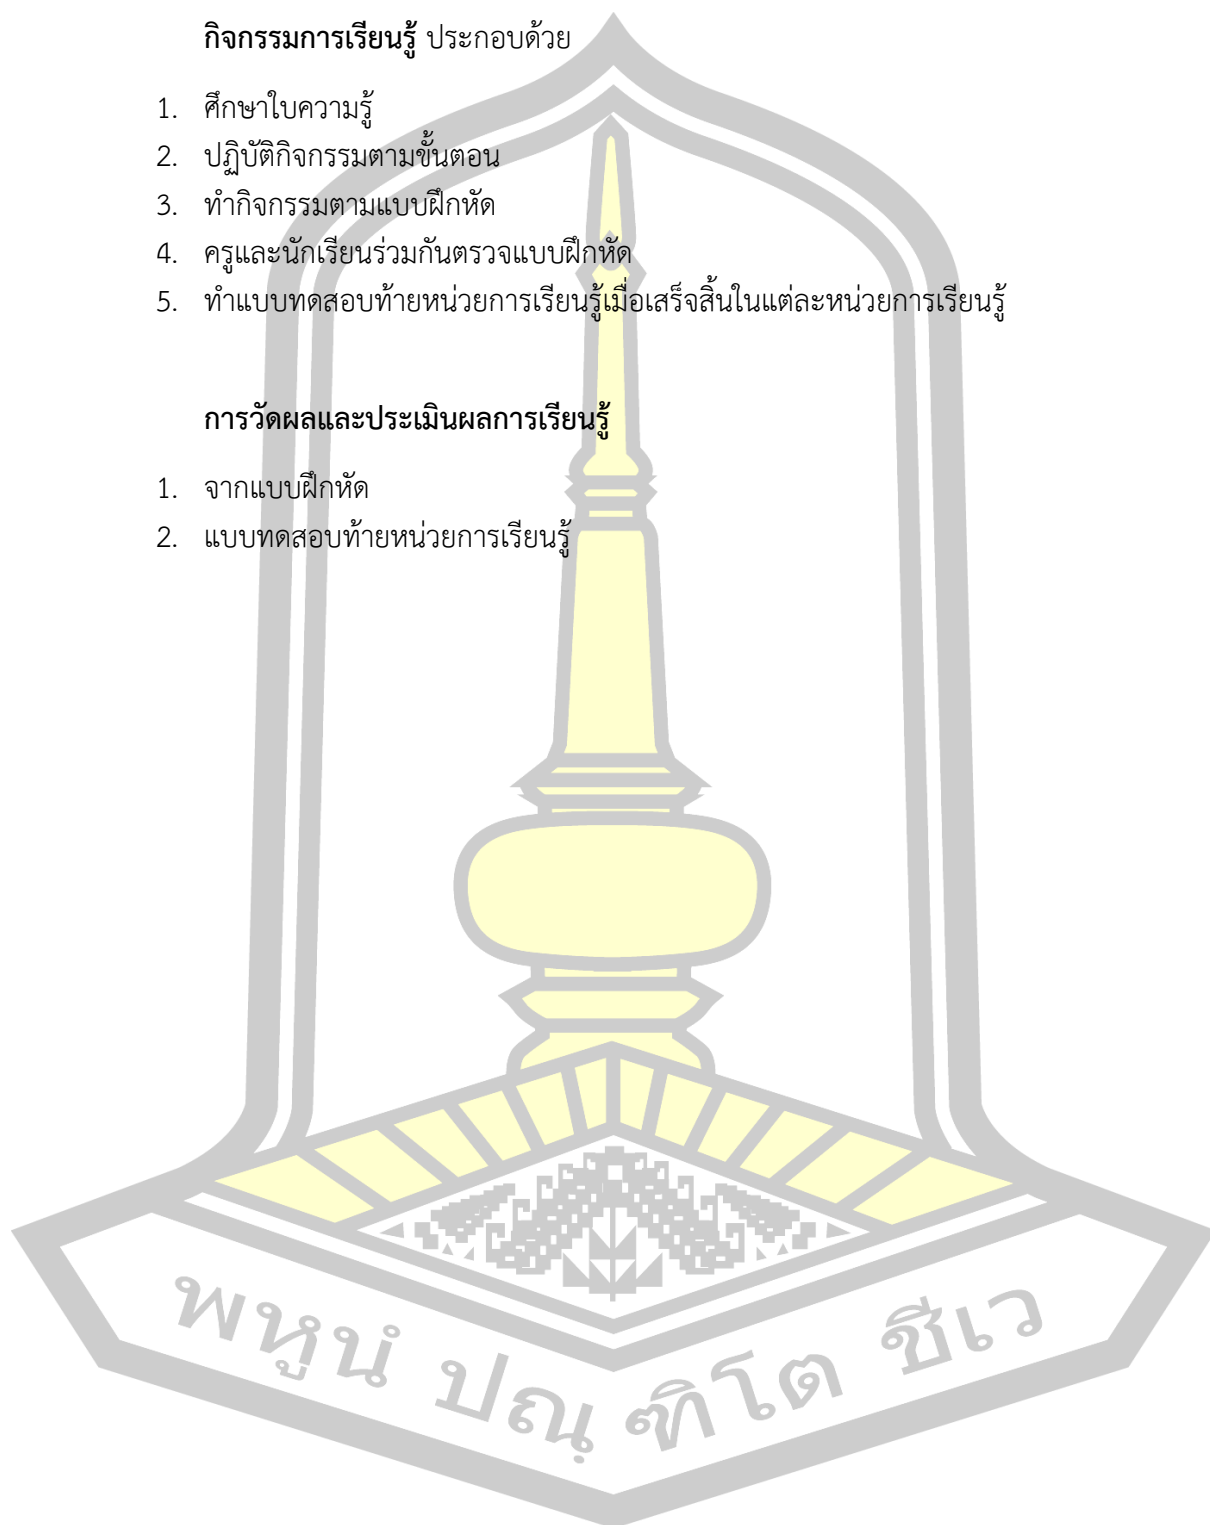 กิจกรรมการเรียนรู้ ประกอบด้วย
1. ศึกษาใบความรู้
2. ปฏิบัติกิจกรรมตามขั้นตอน
3. ทำกิจกรรมตามแบบฝึกหัด
4. ครูและนักเรียนร่วมกันตรวจแบบฝึกหัด
5. ทำแบบทดสอบท้ายหน่วยการเรียนรู้เมื่อเสร็จสิ้นในแต่ละหน่วยการเรียนรู้
การวัดผลและประเมินผลการเรียนรู้
1. จากแบบฝึกหัด
2. แบบทดสอบท้ายหน่วยการเรียนรู้
พหูนํ ปณฺฑิโต ชีเว